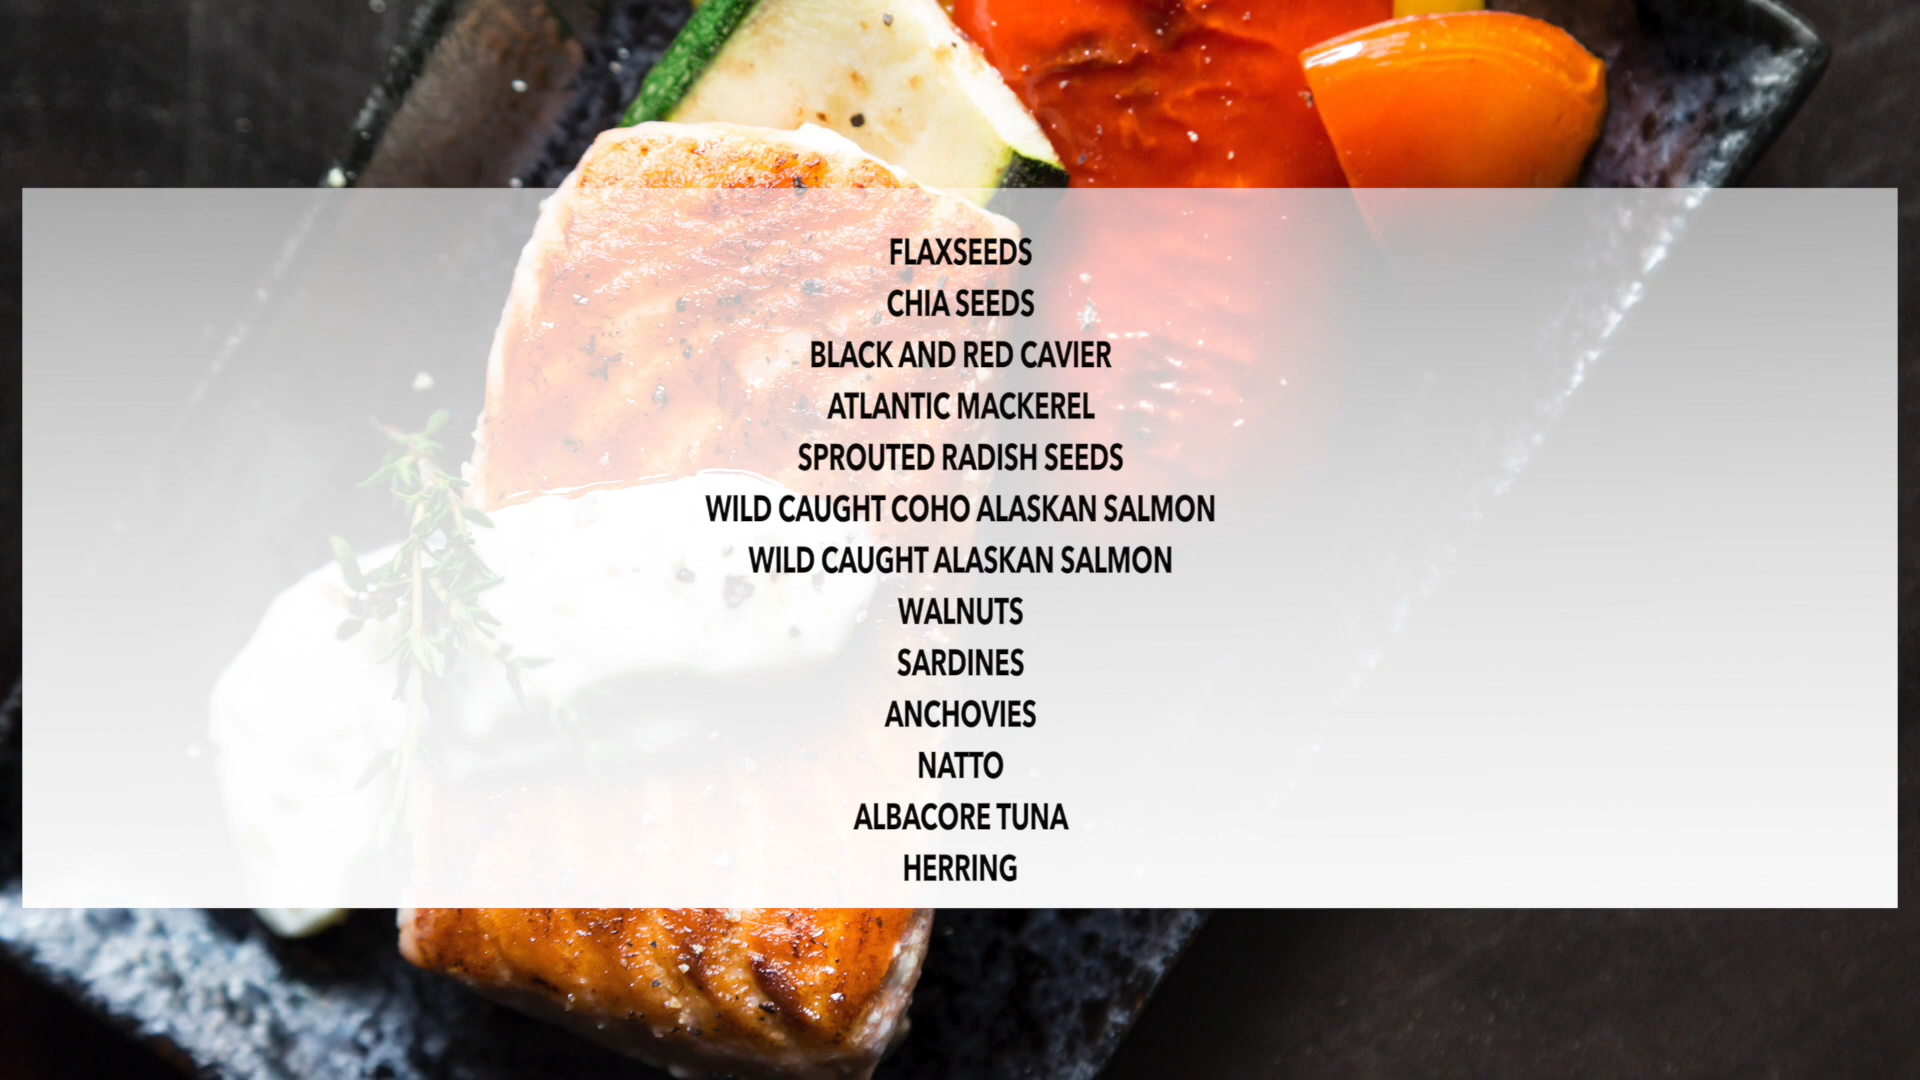 FLAXSEEDS
CHIA SEEDS
BLACK AND RED CAVIER
ATLANTIC MACKEREL
SPROUTED RADISH SEEDS
WILD CAUGHT COHO ALASKAN SALMON
WILD CAUGHT ALASKAN SALMON
WALNUTS
SARDINES
ANCHOVIES
NATTO
ALBACORE TUNA
HERRING